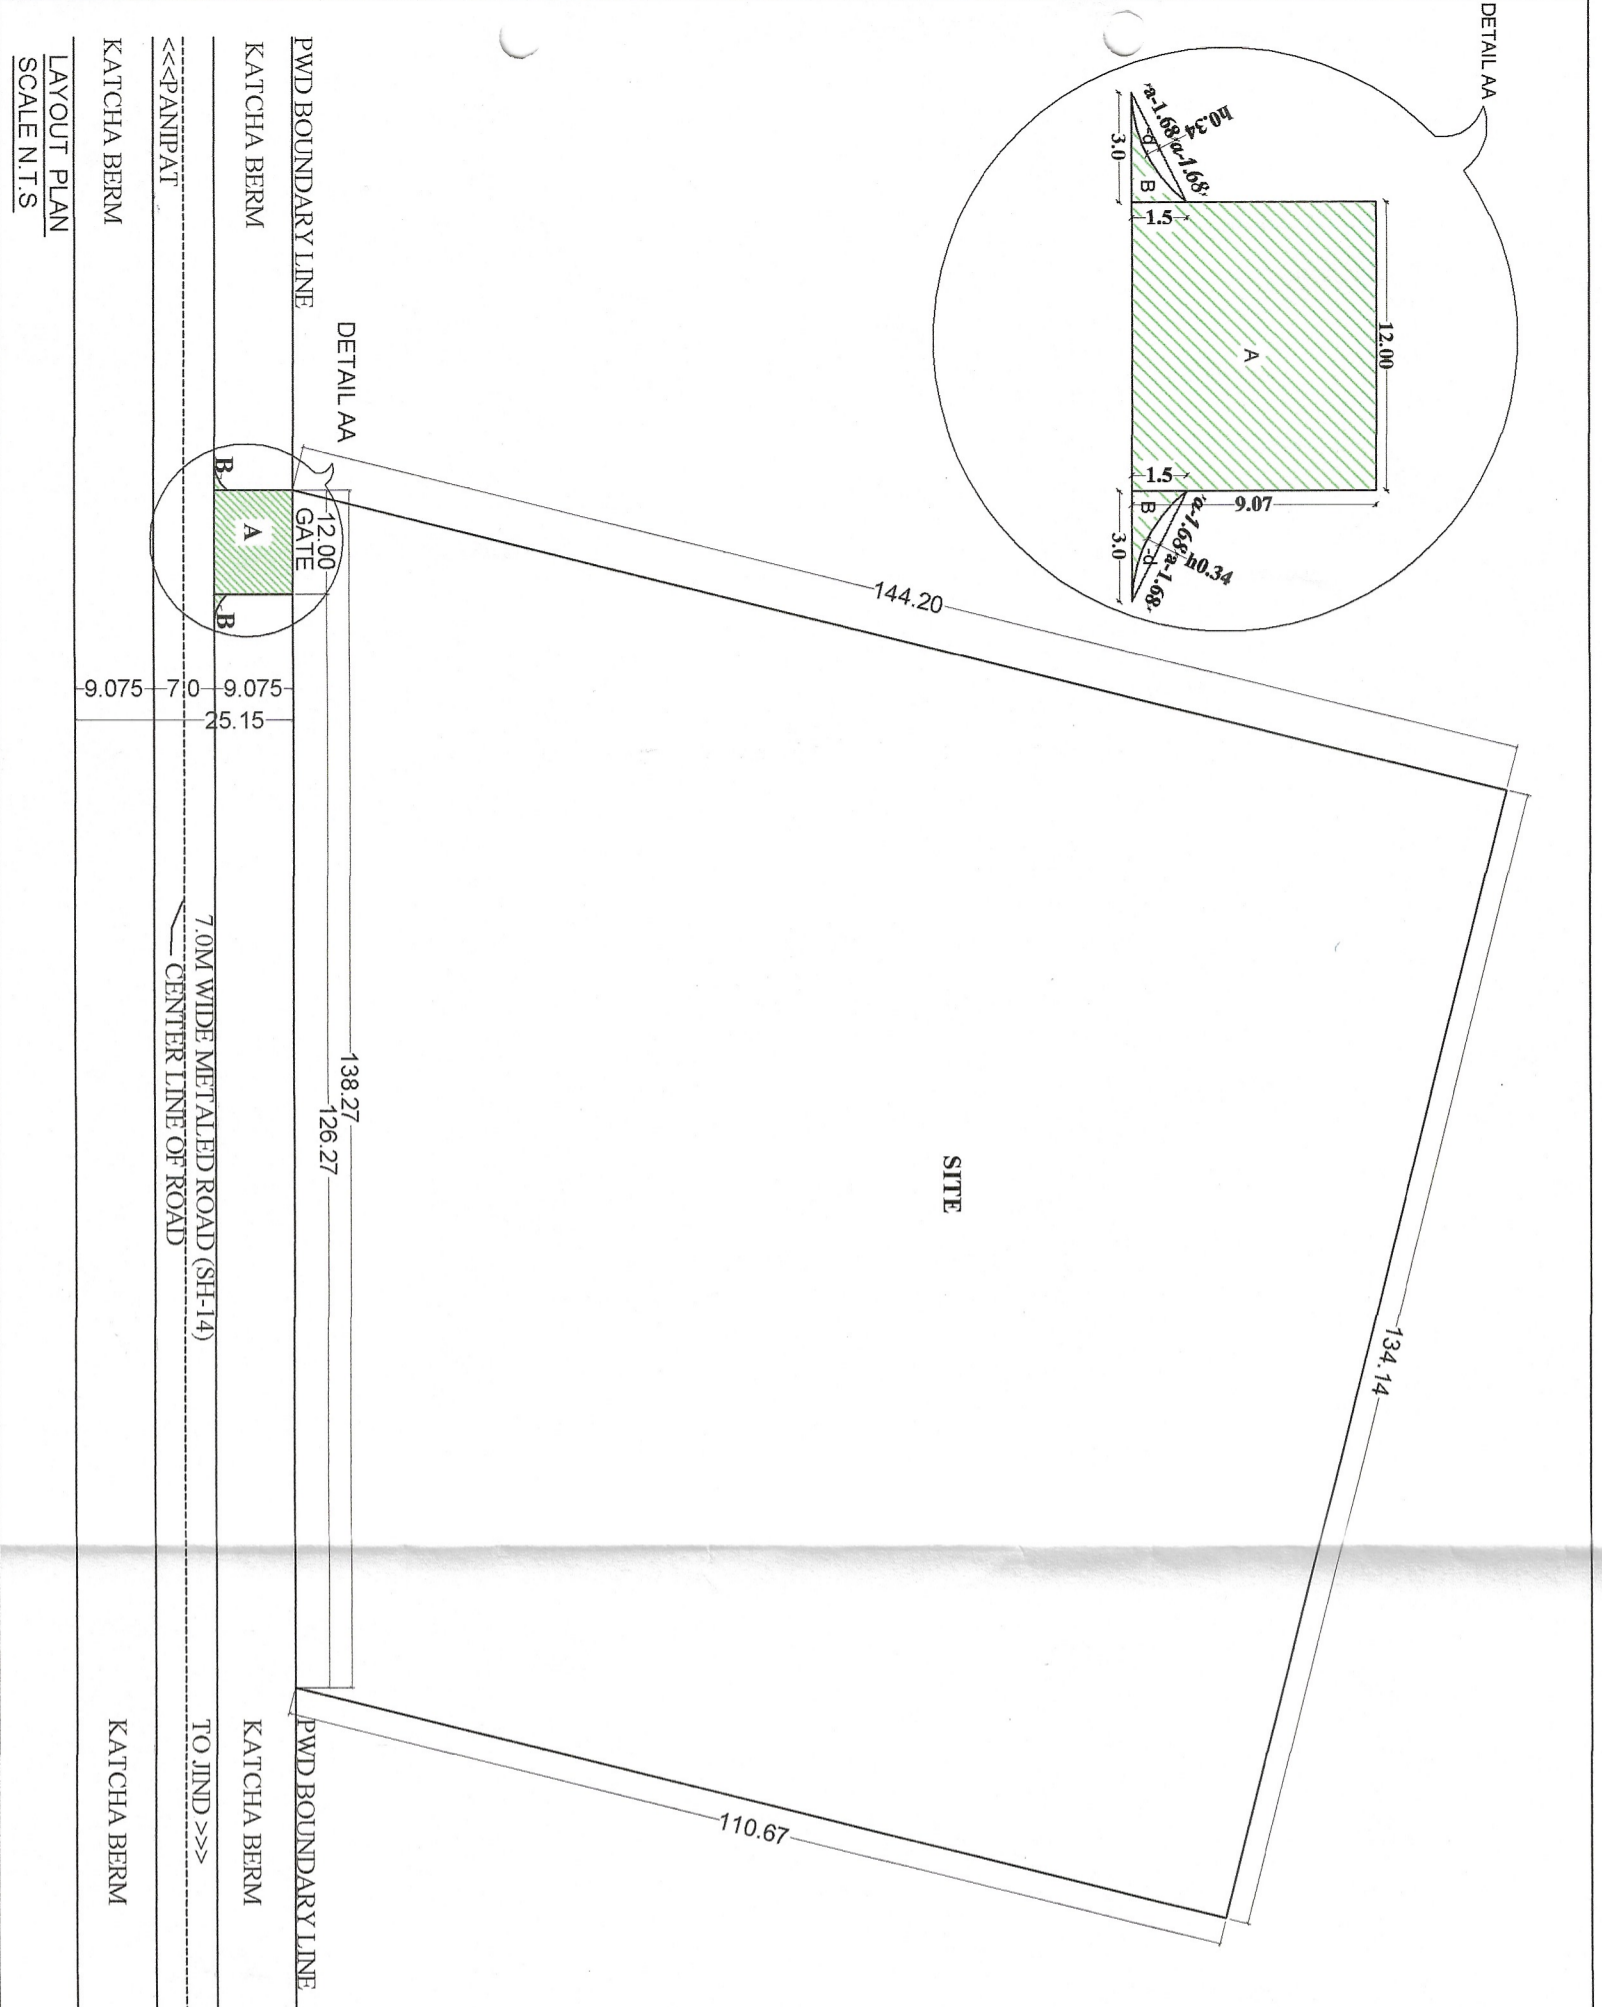 DETAIL AA
12.00
A
9.07
1.5
1.5
B
B
3.0
3.0
a-1.68
a-1.68
h0.34
d
a-1.68
a-1.68
h0.34
d
144.20
134.14
110.67
SITE
138.27
126.27
DETAIL AA
12.00
GATE
PWD BOUNDARY LINE
PWD BOUNDARY LINE
KATCHA BERM
KATCHA BERM
B
A
B
9.075
7.0
9.075
25.15
7.0M WIDE METALED ROAD (SH-14)
TO JIND >>>
<<<PANIPAT
CENTER LINE OF ROAD
KATCHA BERM
KATCHA BERM
LAYOUT PLAN
SCALE N.T.S